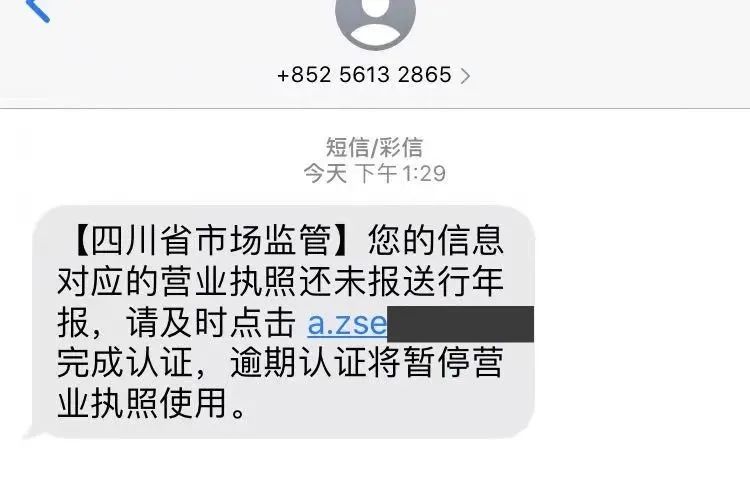 +852 5613 2865
短信/彩信
今天 下午 1:29
【四川省市场监管】您的信息
对应的营业执照还未报送行年
报，请及时点击 a.zse
完成认证，逾期认证将暂停营
业执照使用。